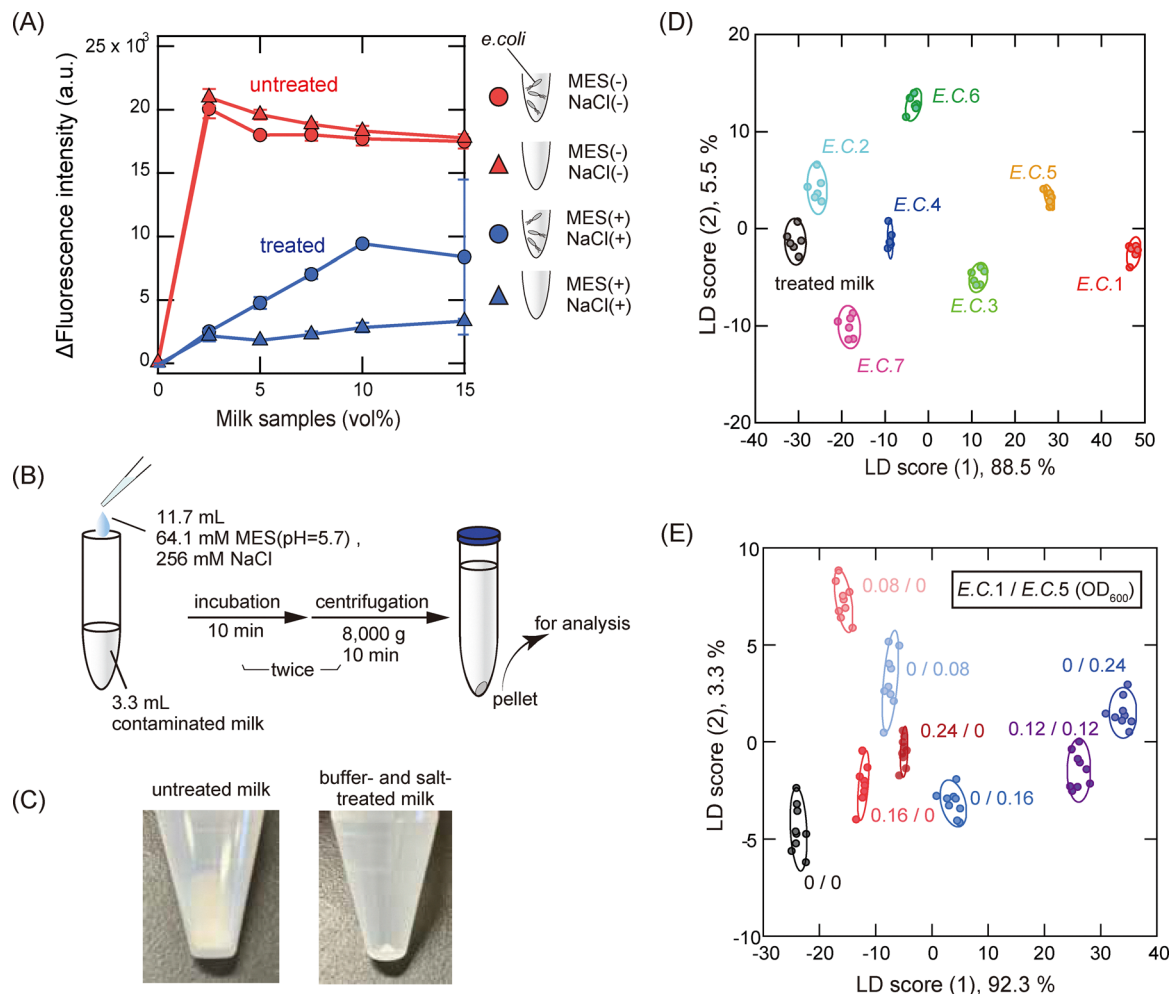 (A)
25 x 10³
20
15
10
5
0
ΔFluorescence intensity (a.u.)
untreated
treated
0
5
10
15
Milk samples (vol%)
e.coli
MES(-)
NaCl(-)
MES(-)
NaCl(-)
MES(+)
NaCl(+)
MES(+)
NaCl(+)
(B)
11.7 mL
64.1 mM MES(pH=5.7) ,
256 mM NaCl
incubation
10 min
centrifugation
8,000 g
10 min
twice
for analysis
pellet
3.3 mL
contaminated milk
(C)
untreated milk
buffer- and salt-
treated milk
(D)
20
10
0
-10
-20
LD score (2), 5.5 %
E.C.6
E.C.2
E.C.5
E.C.4
treated milk
E.C.1
E.C.3
E.C.7
-40
-30
-20
-10
0
10
20
30
40
50
LD score (1), 88.5 %
(E)
10
5
0
-5
-10
LD score (2), 3.3 %
E.C.1 / E.C.5 (OD₆₀₀)
0.08 / 0
0 / 0.08
0 / 0.24
0.24 / 0
0.12 / 0.12
0.16 / 0
0 / 0.16
0 / 0
-30
-20
-10
0
10
20
30
40
LD score (1), 92.3 %